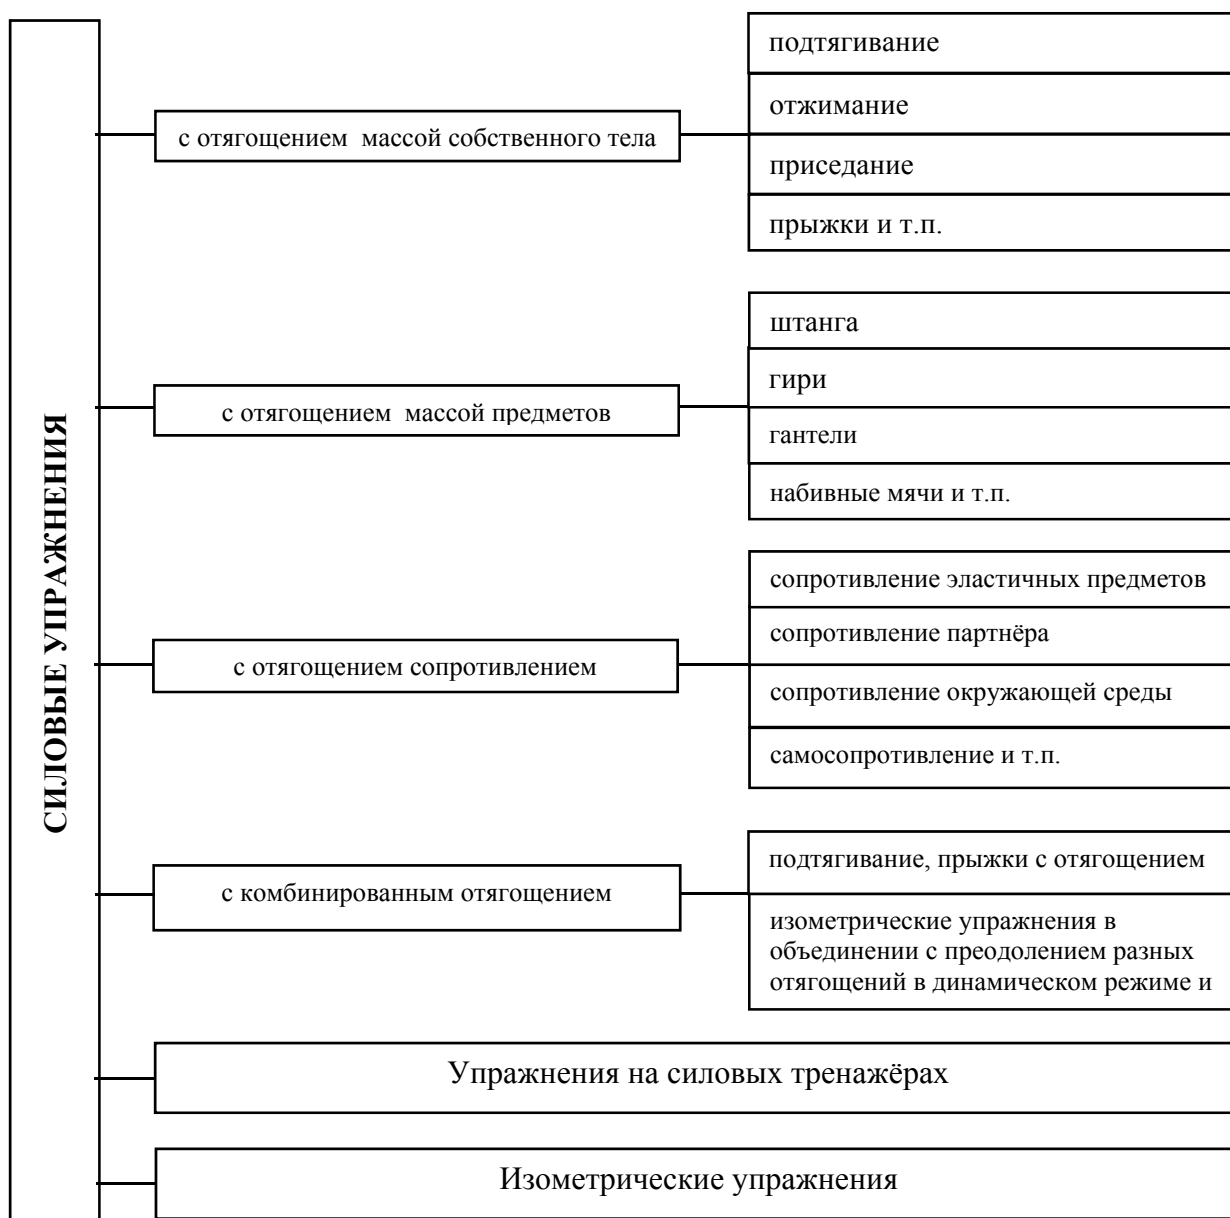 СИЛОВЫЕ УПРАЖНЕНИЯ
с отягощением массой собственного тела
подтягивание
отжимание
приседание
прыжки и т.п.
с отягощением массой предметов
штанга
гири
гантели
набивные мячи и т.п.
с отягощением сопротивлением
сопротивление эластичных предметов
сопротивление партнёра
сопротивление окружающей среды
самосопротивление и т.п.
с комбинированным отягощением
подтягивание, прыжки с отягощением
изометрические упражнения в
объединении с преодолением разных
отягощений в динамическом режиме и
Упражнения на силовых тренажёрах
Изометрические упражнения